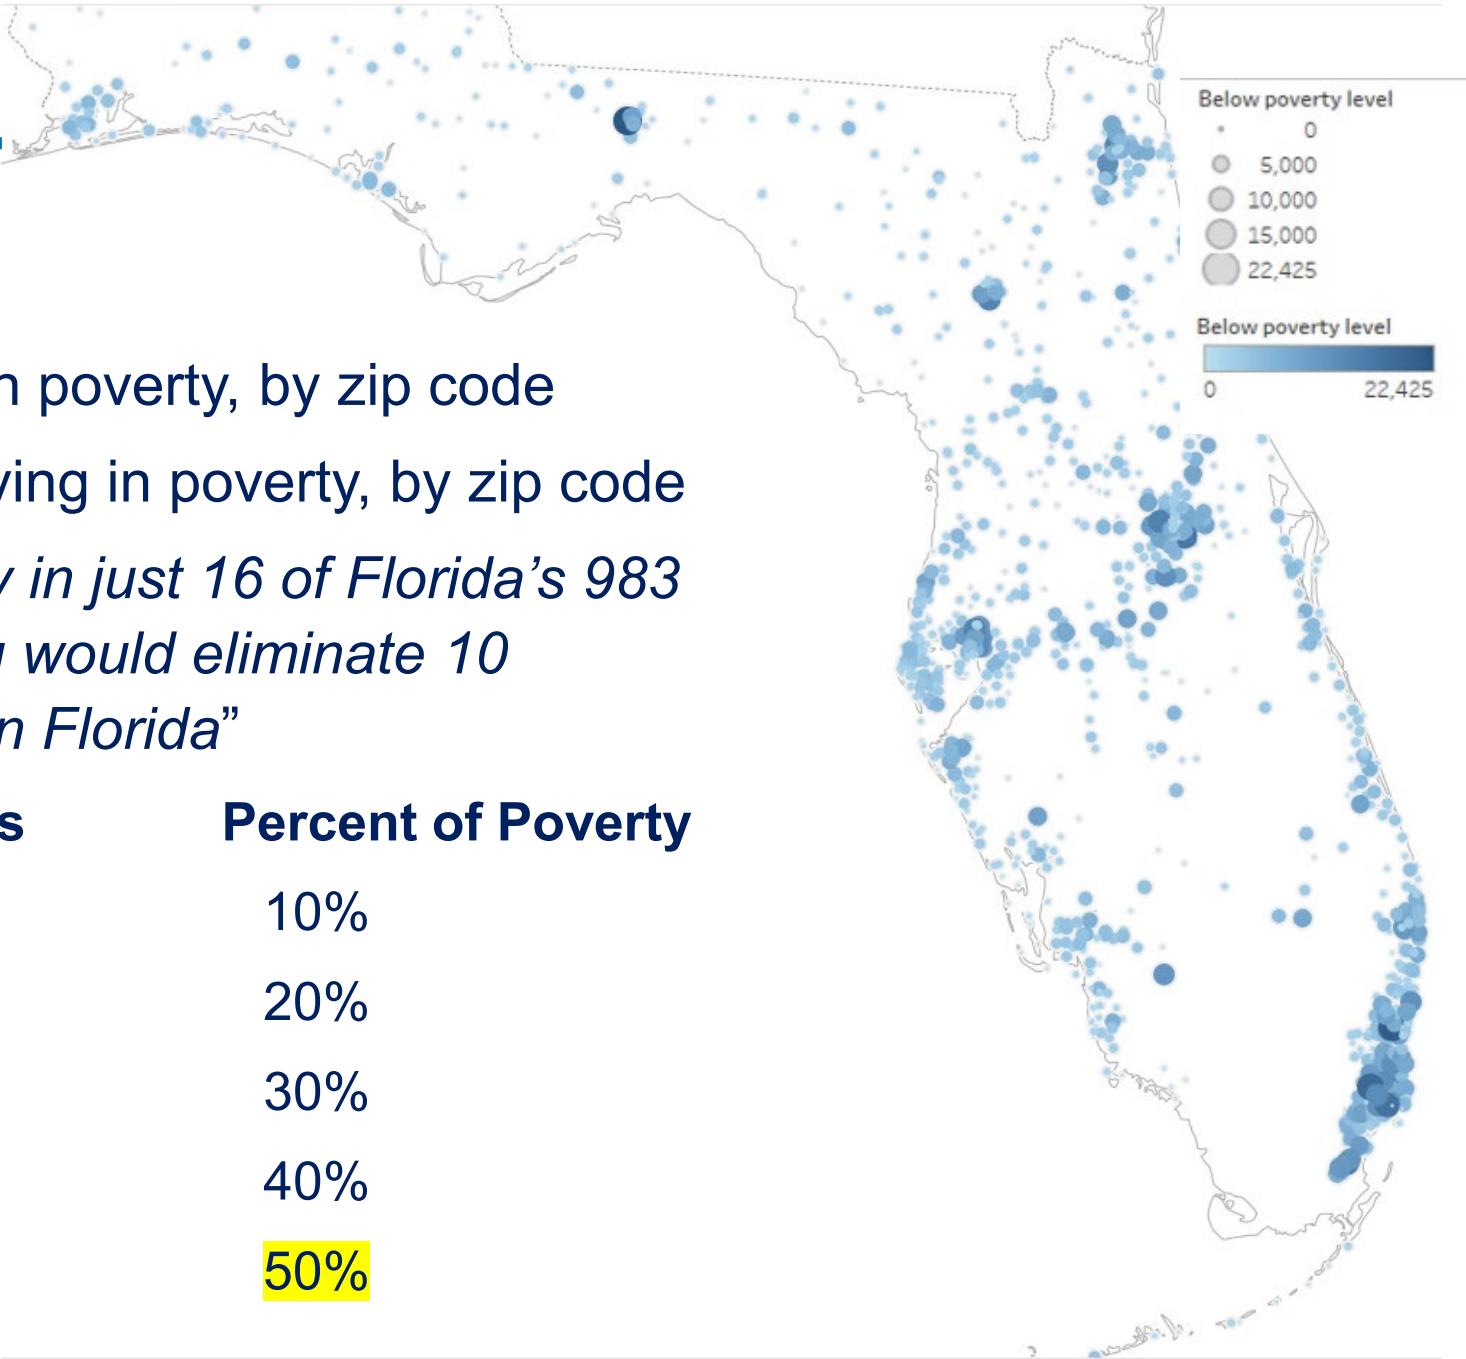 Below poverty level
0
5,000
10,000
15,000
22,425
Below poverty level
0 22,425
n poverty, by zip code
ving in poverty, by zip code
y in just 16 of Florida’s 983
would eliminate 10
n Florida”
s Percent of Poverty
10%
20%
30%
40%
50%